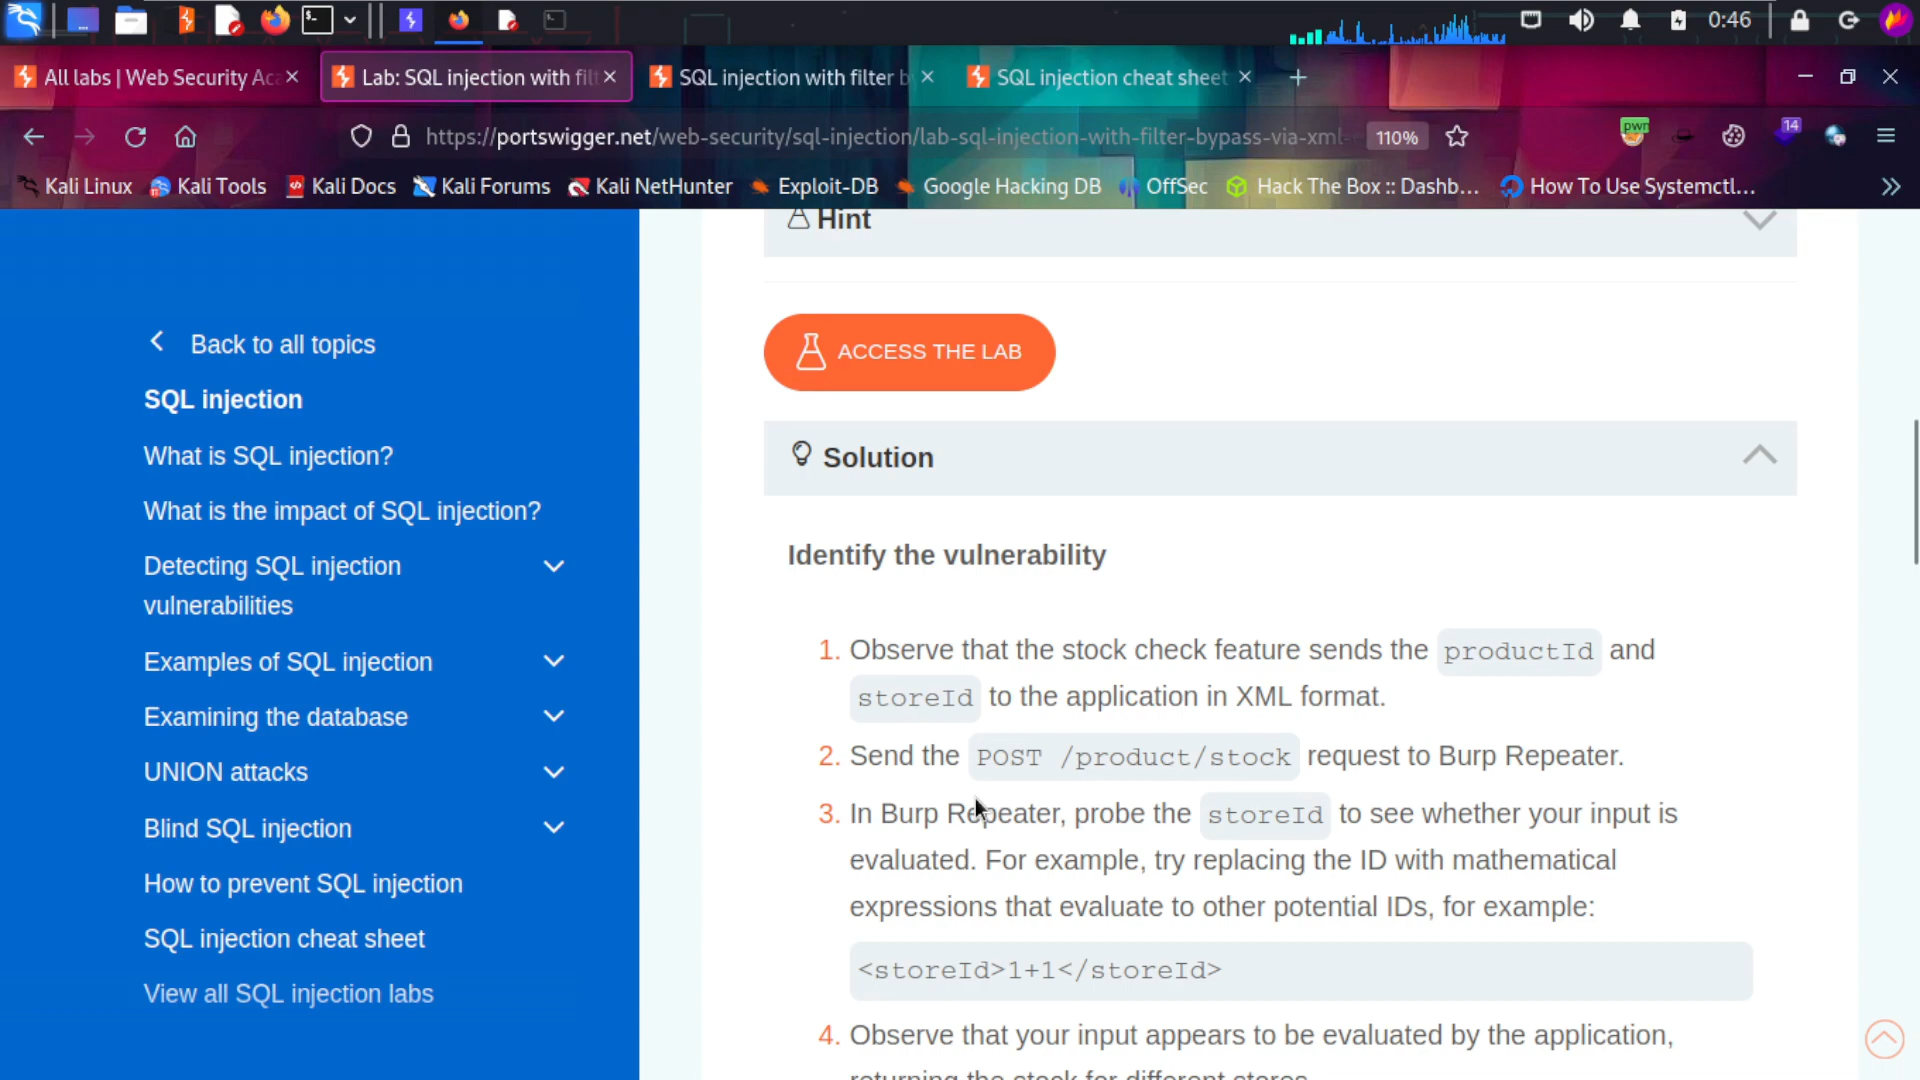 0:46
All labs | Web Security Ac
Lab: SQL injection with filt
SQL injection with filter b
SQL injection cheat sheet
https://portswigger.net/web-security/sql-injection/lab-sql-injection-with-filter-bypass-via-xml-
110%
pwn
14
Kali Linux
Kali Tools
Kali Docs
Kali Forums
Kali NetHunter
Exploit-DB
Google Hacking DB
OffSec
Hack The Box :: Dashb...
How To Use Systemctl...
Back to all topics
SQL injection
What is SQL injection?
What is the impact of SQL injection?
Detecting SQL injection
vulnerabilities
Examples of SQL injection
Examining the database
UNION attacks
Blind SQL injection
How to prevent SQL injection
SQL injection cheat sheet
View all SQL injection labs
Hint
ACCESS THE LAB
Solution
Identify the vulnerability
1. Observe that the stock check feature sends the productId and
storeId to the application in XML format.
2. Send the POST /product/stock request to Burp Repeater.
3. In Burp Repeater, probe the storeId to see whether your input is
evaluated. For example, try replacing the ID with mathematical
expressions that evaluate to other potential IDs, for example:
<storeId>1+1</storeId>
4. Observe that your input appears to be evaluated by the application,
returning the stock for different stores.